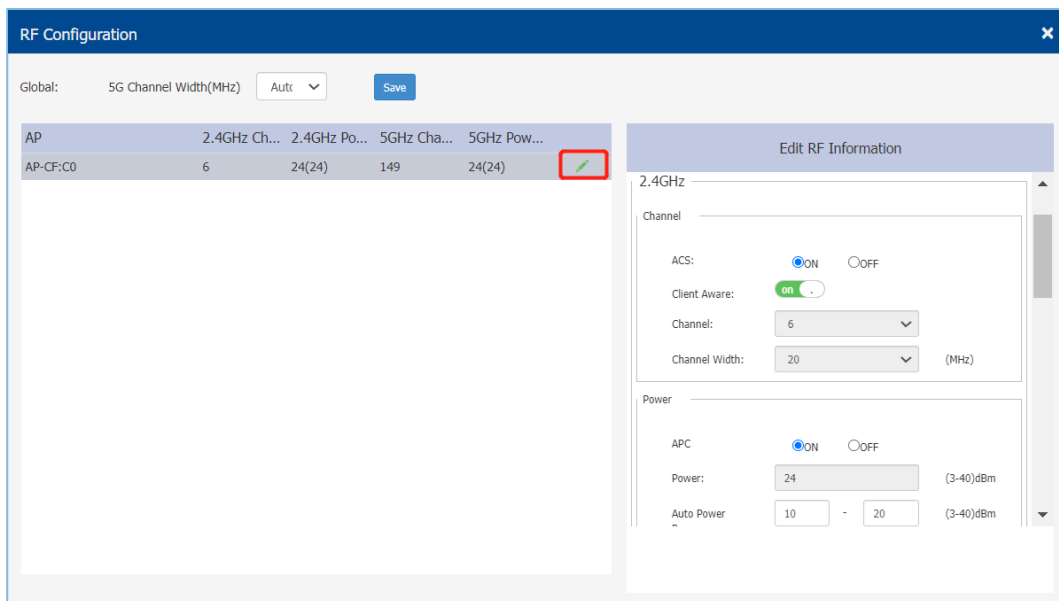 RF Configuration
Global: 5G Channel Width(MHz) Auto Save
AP 2.4GHz Ch... 2.4GHz Po... 5GHz Cha... 5GHz Pow...
AP-CF:C0 6 24(24) 149 24(24)
Edit RF Information
2.4GHz
Channel
ACS: ON OFF
Client Aware: on
Channel: 6
Channel Width: 20 (MHz)
Power
APC ON OFF
Power: 24 (3-40)dBm
Auto Power 10 - 20 (3-40)dBm